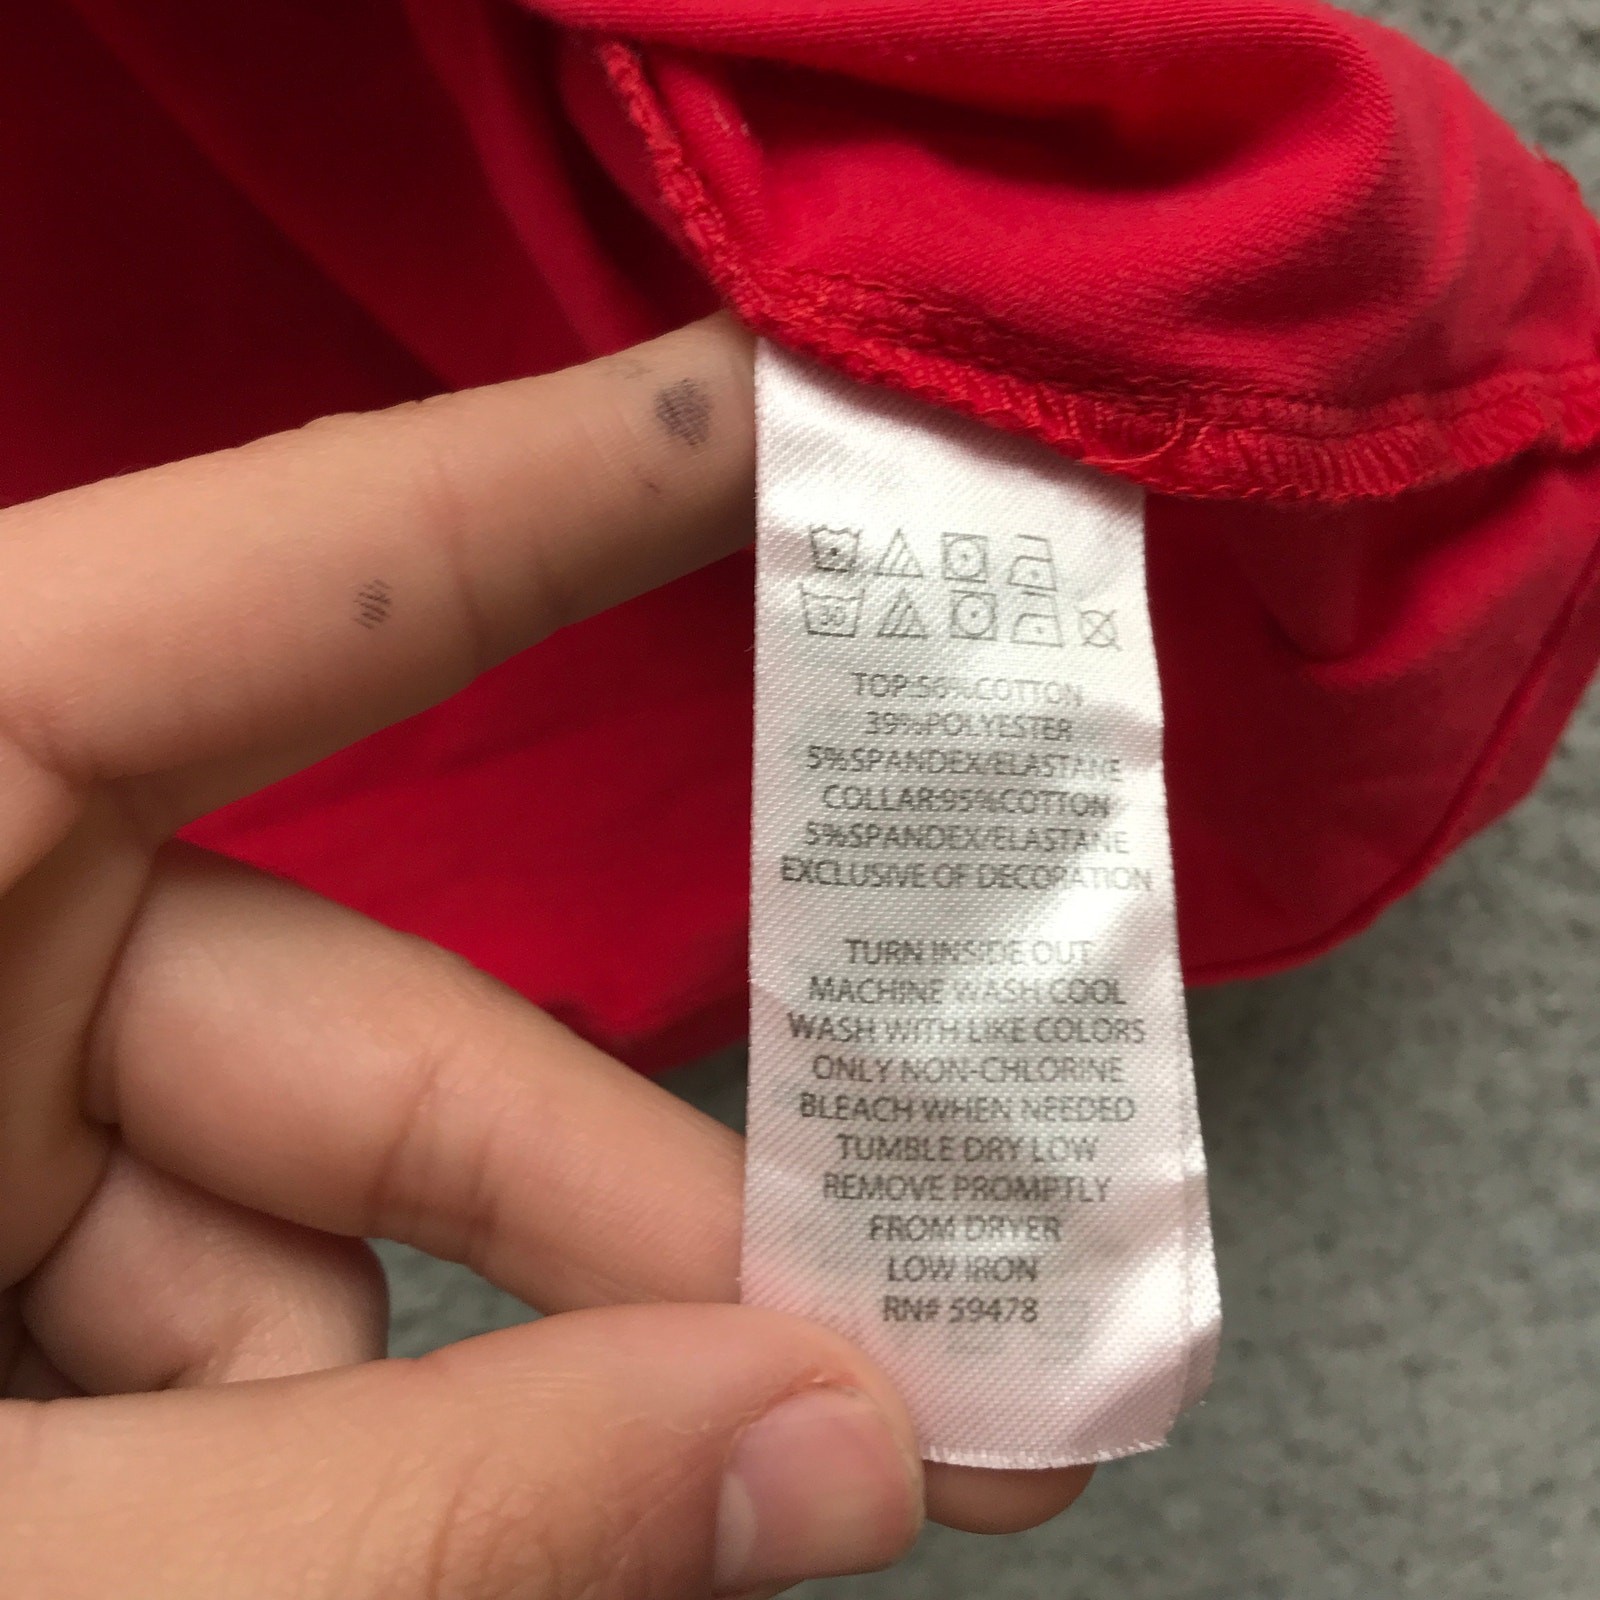 30
TOP:56%COTTON
39%POLYESTER
5%SPANDEX/ELASTANE
COLLAR:95%COTTON
5%SPANDEX/ELASTANE
EXCLUSIVE OF DECORATION
TURN INSIDE OUT
MACHINE WASH COOL
WASH WITH LIKE COLORS
ONLY NON-CHLORINE
BLEACH WHEN NEEDED
TUMBLE DRY LOW
REMOVE PROMPTLY
FROM DRYER
LOW IRON
RN# 59478